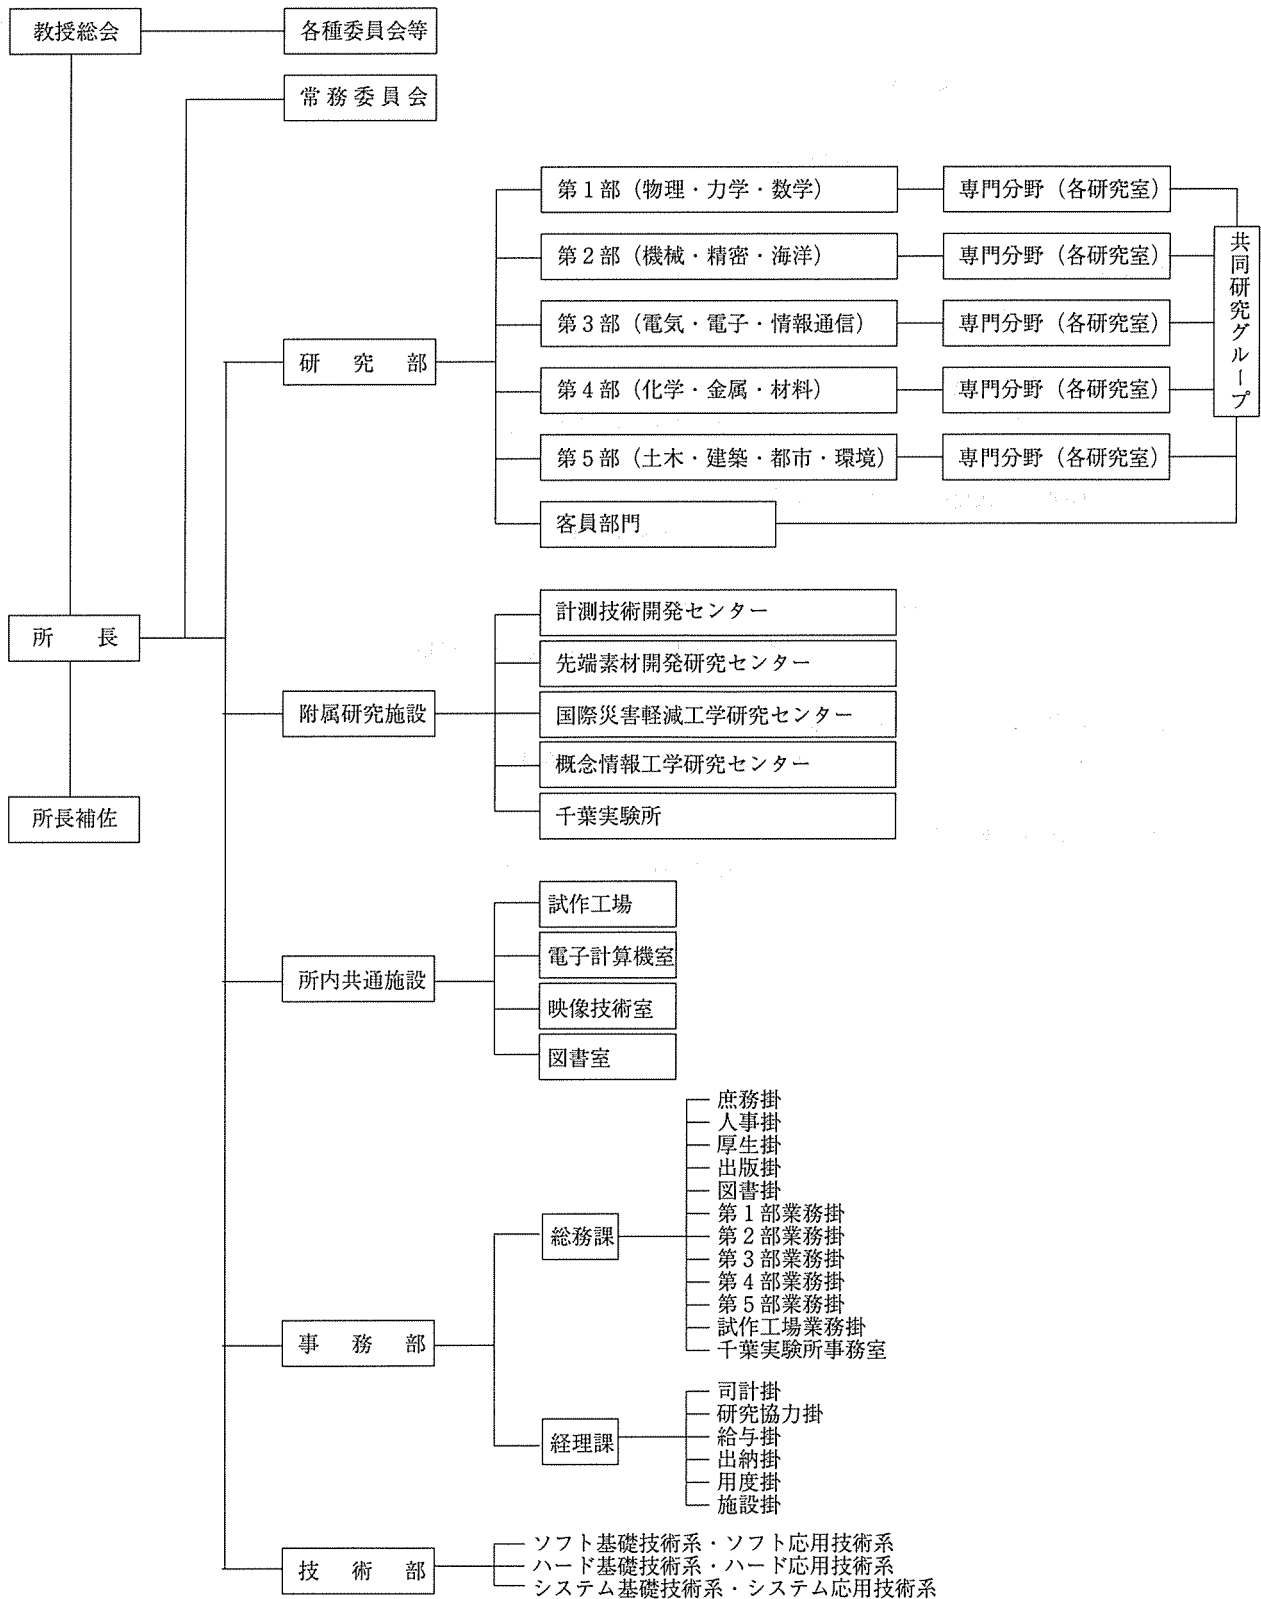 教授総会
各種委員会等
常務委員会
第1部（物理・力学・数学）
専門分野（各研究室）
第2部（機械・精密・海洋）
専門分野（各研究室）
第3部（電気・電子・情報通信）
専門分野（各研究室）
第4部（化学・金属・材料）
専門分野（各研究室）
第5部（土木・建築・都市・環境）
専門分野（各研究室）
客員部門
共同研究グループ
研究部
所長
所長補佐
附属研究施設
計測技術開発センター
先端素材開発研究センター
国際災害軽減工学研究センター
概念情報工学研究センター
千葉実験所
所内共通施設
試作工場
電子計算機室
映像技術室
図書室
事務部
総務課
庶務掛
人事掛
厚生掛
出版掛
図書掛
第1部業務掛
第2部業務掛
第3部業務掛
第4部業務掛
第5部業務掛
試作工場業務掛
千葉実験所事務室
経理課
司計掛
研究協力掛
給与掛
出納掛
用度掛
施設掛
技術部
ソフト基礎技術系・ソフト応用技術系
ハード基礎技術系・ハード応用技術系
システム基礎技術系・システム応用技術系